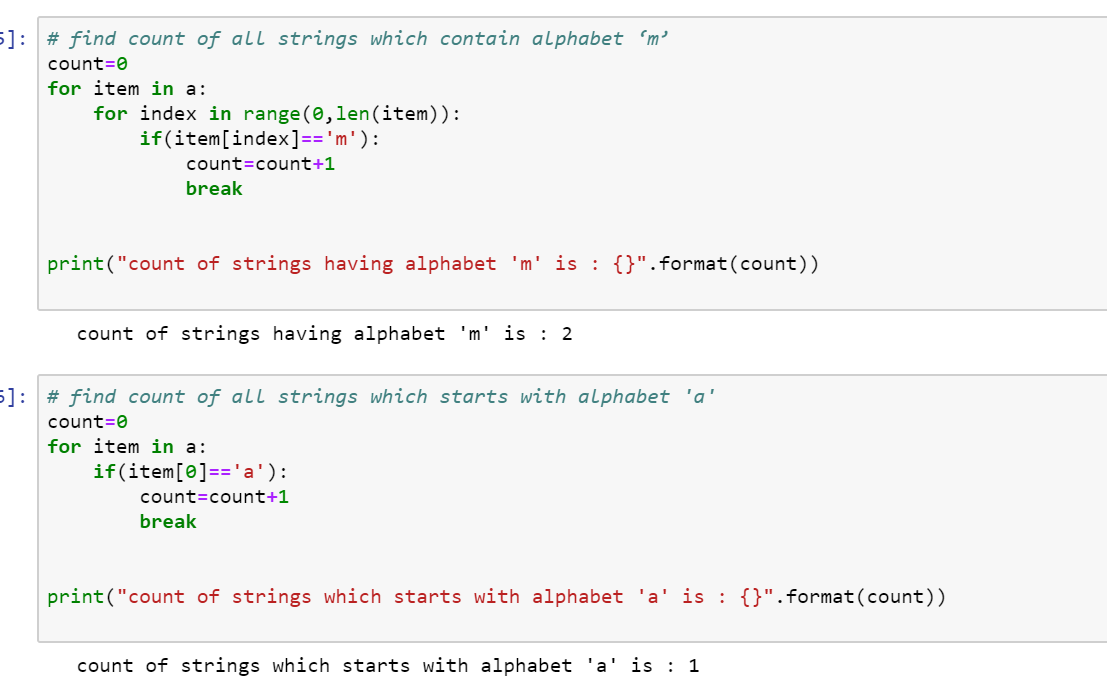 5]: # find count of all strings which contain alphabet ‘m’
count=0
for item in a:
    for index in range(0,len(item)):
        if(item[index]=='m'):
            count=count+1
            break
print("count of strings having alphabet 'm' is : {}".format(count))
count of strings having alphabet 'm' is : 2
5]: # find count of all strings which starts with alphabet 'a'
count=0
for item in a:
    if(item[0]=='a'):
        count=count+1
        break
print("count of strings which starts with alphabet 'a' is : {}".format(count))
count of strings which starts with alphabet 'a' is : 1